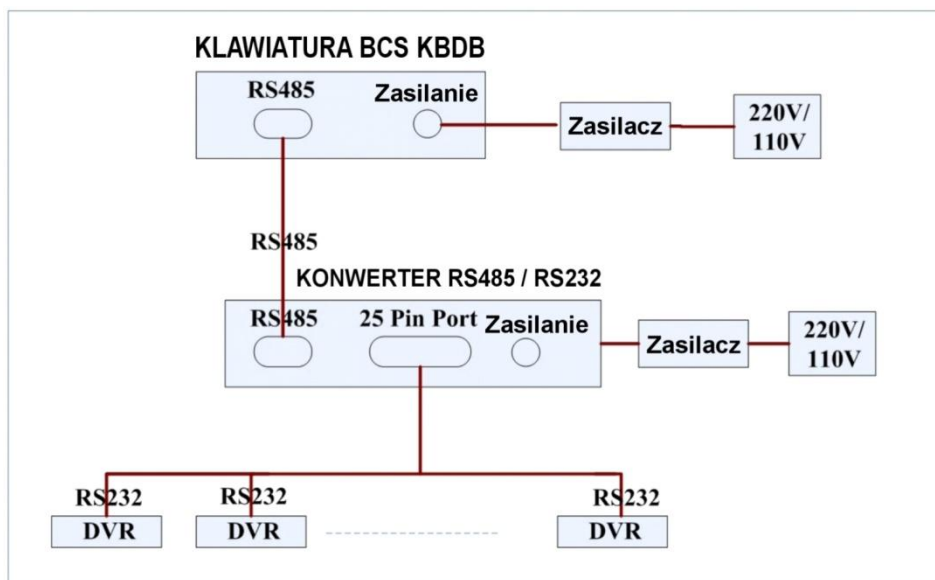 KLAWIATURA BCS KBDB
RS485
Zasilanie
Zasilacz
220V/
110V
RS485
KONWERTER RS485 / RS232
RS485
25 Pin Port
Zasilanie
Zasilacz
220V/
110V
RS232
RS232
RS232
DVR
DVR
DVR